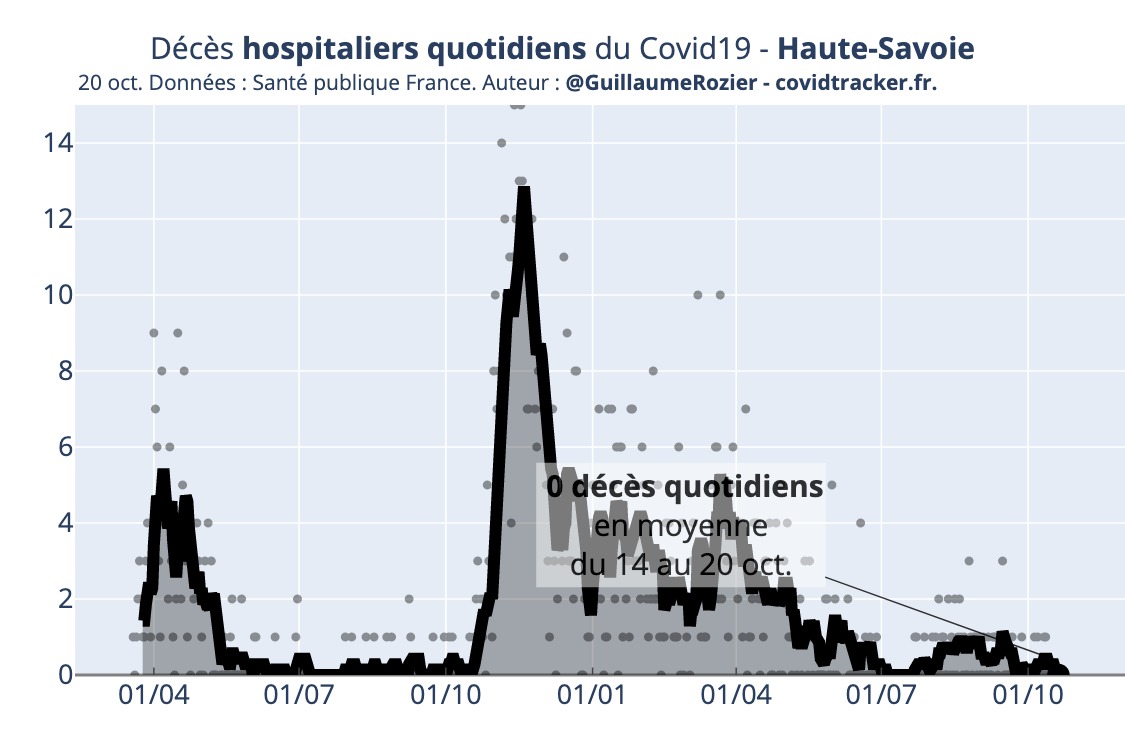 Décès hospitaliers quotidiens du Covid19 - Haute-Savoie
20 oct. Données : Santé publique France. Auteur : @GuillaumeRozier - covidtracker.fr.
14
12
10
8
6
0 décès quotidiens
en moyenne
du 14 au 20 oct.
4
2
0
01/04 01/07 01/10 01/01 01/04 01/07 01/10